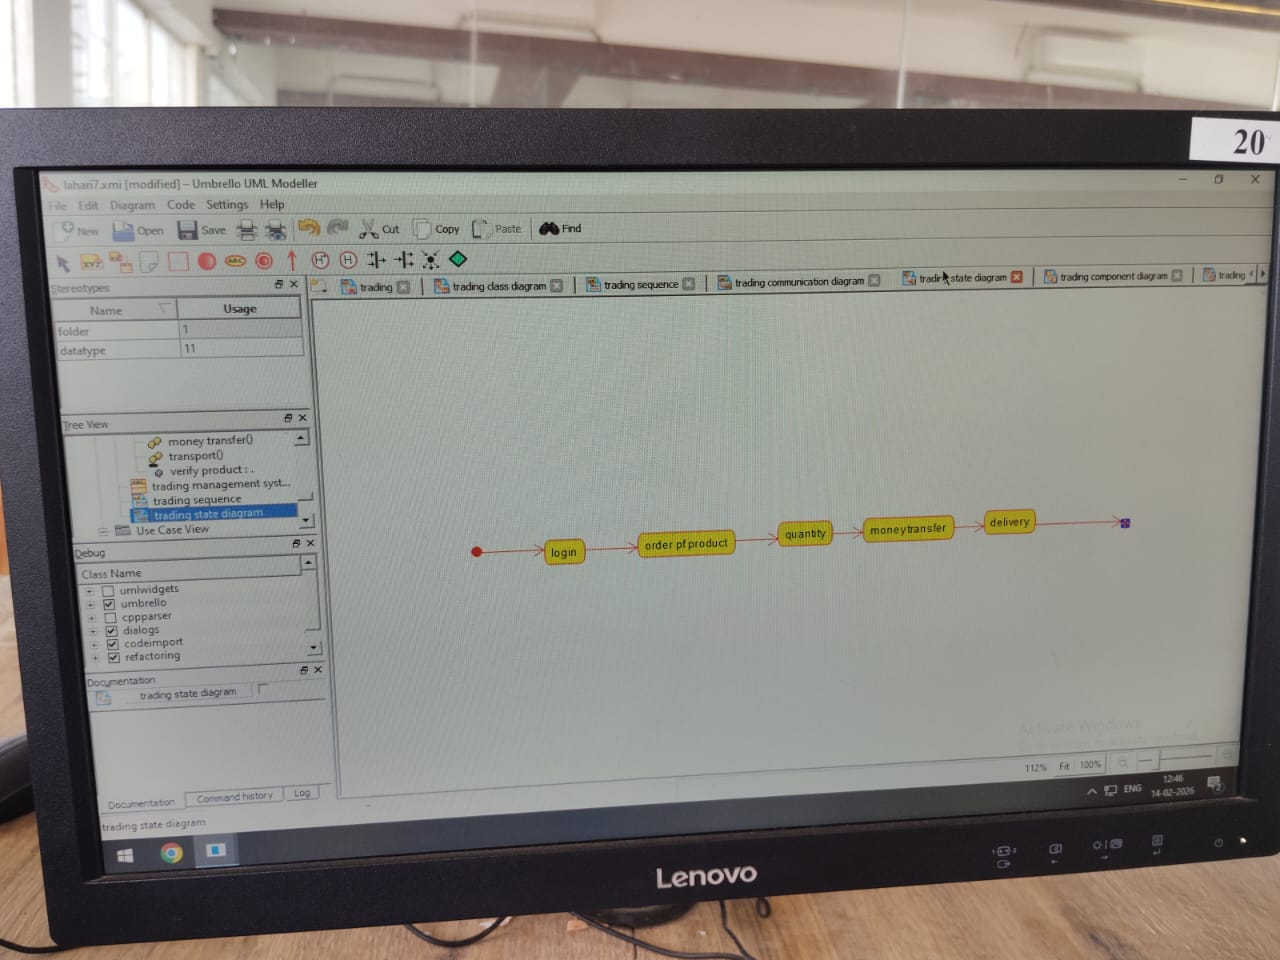 20
lahari7.xmi [modified] – Umbrello UML Modeller
File Edit Diagram Code Settings Help
New Open Save Cut Copy Paste Find
XYZ ABC H* H
Stereotypes
trading trading class diagram trading sequence trading communication diagram trading state diagram trading component diagram trading
Name Usage
folder 1
datatype 11
Tree View
money transfer()
transport()
verify product : .
trading management syst...
trading sequence
trading state diagram
Use Case View
login order pf product quantity moneytransfer delivery
Debug
Class Name
umlwidgets
umbrello
cppparser
dialogs
codeimport
refactoring
Documentation
trading state diagram
Activate Windows
112% Fit 100%
Documentation Command history Log
trading state diagram
12:46
ENG 14-02-2026
Lenovo